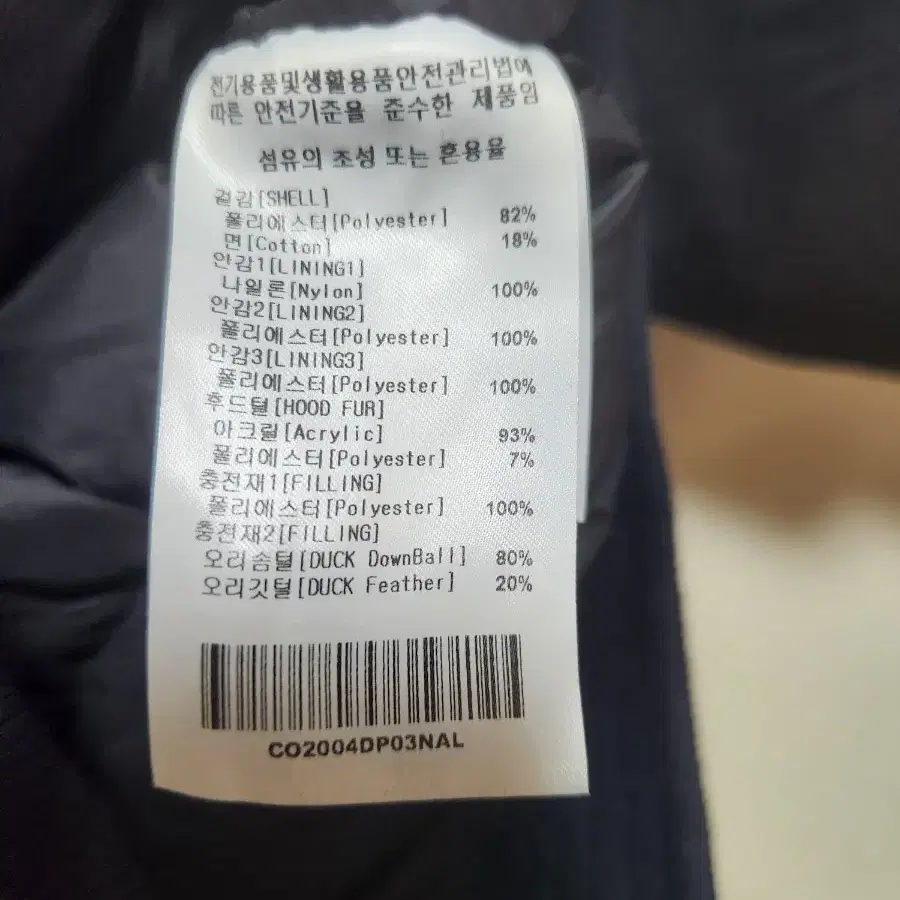 전기용품및생활용품안전관리법에
따른 안전기준을 준수한 제품임
섬유의 조성 또는 혼용율
겉감[SHELL]
폴리에스터[Polyester] 82%
면[Cotton] 18%
안감1[LINING1]
나일론[Nylon] 100%
안감2[LINING2]
폴리에스터[Polyester] 100%
안감3[LINING3]
폴리에스터[Polyester] 100%
후드털[HOOD FUR]
아크릴[Acrylic] 93%
폴리에스터[Polyester] 7%
충전재1[FILLING]
폴리에스터[Polyester] 100%
충전재2[FILLING]
오리솜털[DUCK DownBall] 80%
오리깃털[DUCK Feather] 20%
CO2004DP03NAL